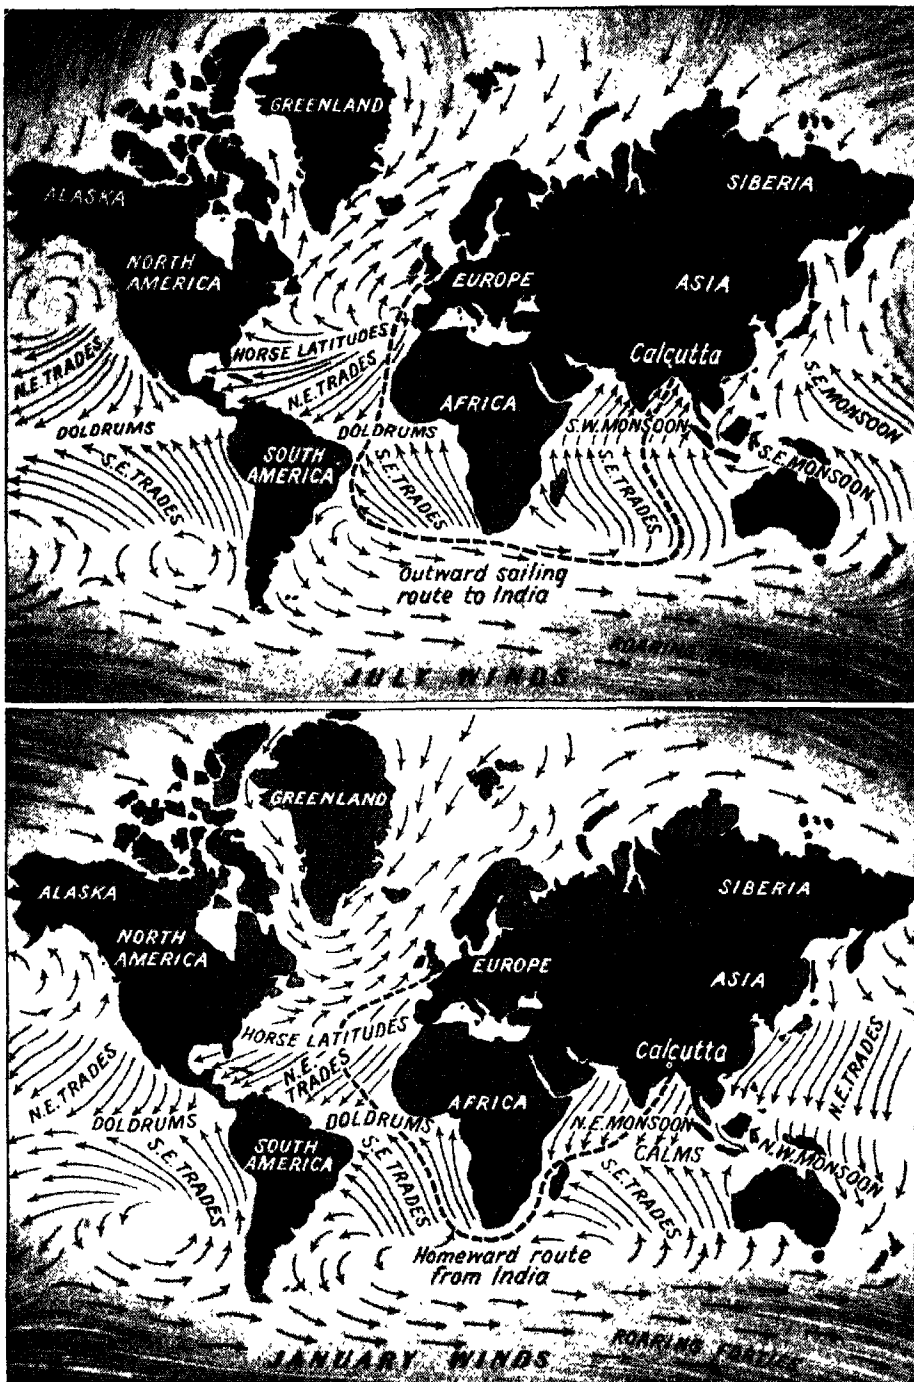 GREENLAND
SIBERIA
ALASKA
NORTH
AMERICA
EUROPE
ASIA
HORSE LATITUDES
Calcutta
N.E. TRADES
N.E. TRADES
AFRICA
S.E. MONSOON
DOLDRUMS
DOLDRUMS
S.W. MONSOON
SOUTH
AMERICA
S.E. TRADES
S.E. TRADES
S.E. TRADES
S.E. MONSOON
Outward sailing
route to India
ROARING
JULY WINDS
GREENLAND
ALASKA
SIBERIA
NORTH
AMERICA
EUROPE
ASIA
HORSE LATITUDES
Calcutta
N.E. TRADES
N.E.
TRADES
N.E. TRADES
AFRICA
DOLDRUMS
DOLDRUMS
N.E. MONSOON
SOUTH
AMERICA
CALMS
N.W. MONSOON
S.E. TRADES
S.E. TRADES
S.E. TRADES
Homeward route
from India
ROARING FORTIES
JANUARY WINDS